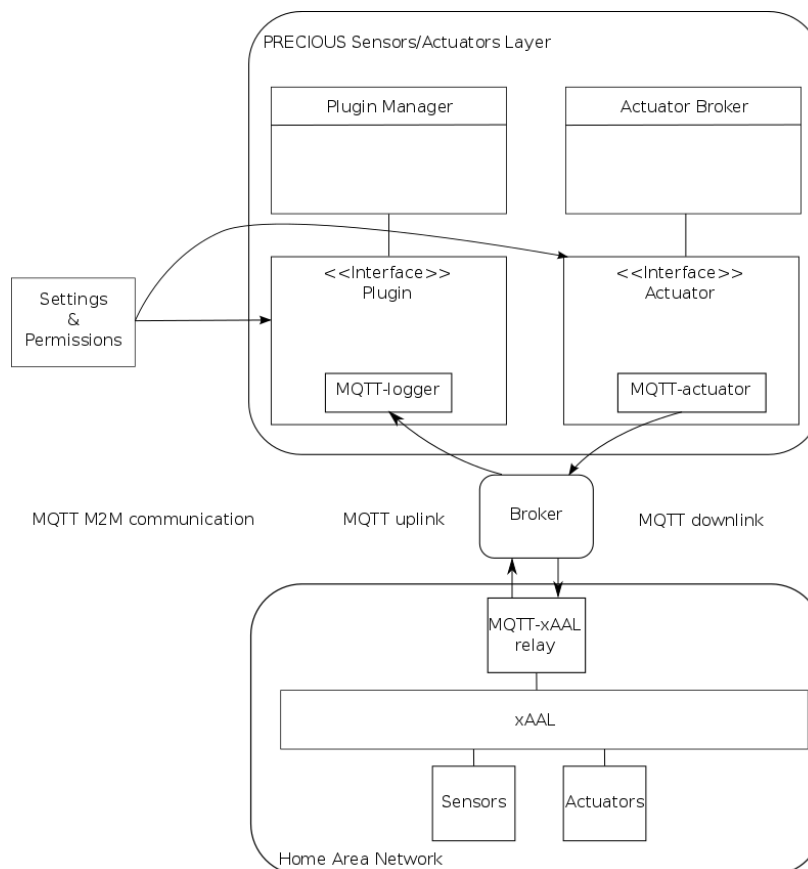 PRECIOUS Sensors/Actuators Layer
Plugin Manager
Actuator Broker
<<Interface>>
Plugin
<<Interface>>
Actuator
Settings
&
Permissions
MQTT-logger
MQTT-actuator
MQTT M2M communication
MQTT uplink
Broker
MQTT downlink
MQTT-xAAL
relay
xAAL
Sensors
Actuators
Home Area Network